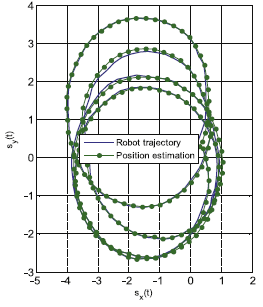 4
3
2
1
0
−1
−2
−3
s_y(t)
Robot trajectory
Position estimation
−5 −4 −3 −2 −1 0 1 2
s_x(t)